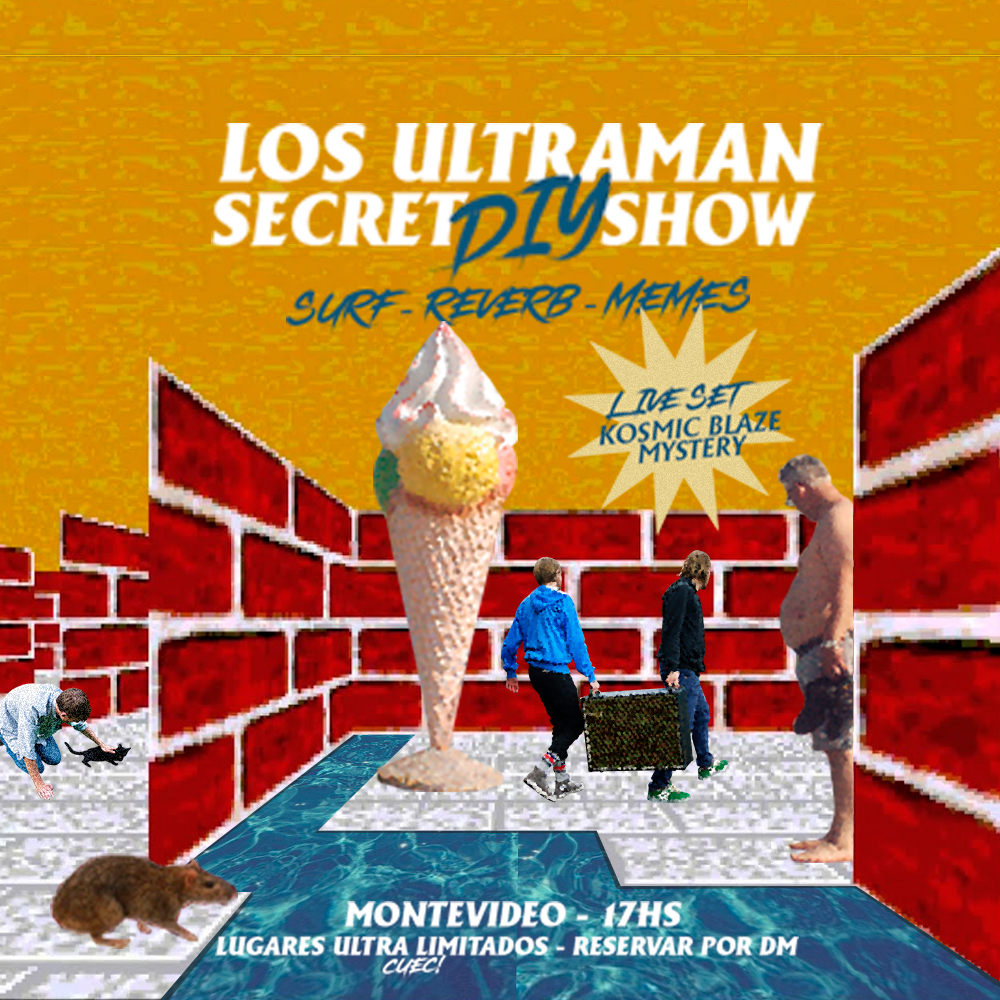 LOS ULTRAMAN
SECRET DIY SHOW
SURF - REVERB - MEMES
LIVE SET
KOSMIC BLAZE
MYSTERY
MONTEVIDEO - 17HS
LUGARES ULTRA LIMITADOS - RESERVAR POR DM
CUEC!